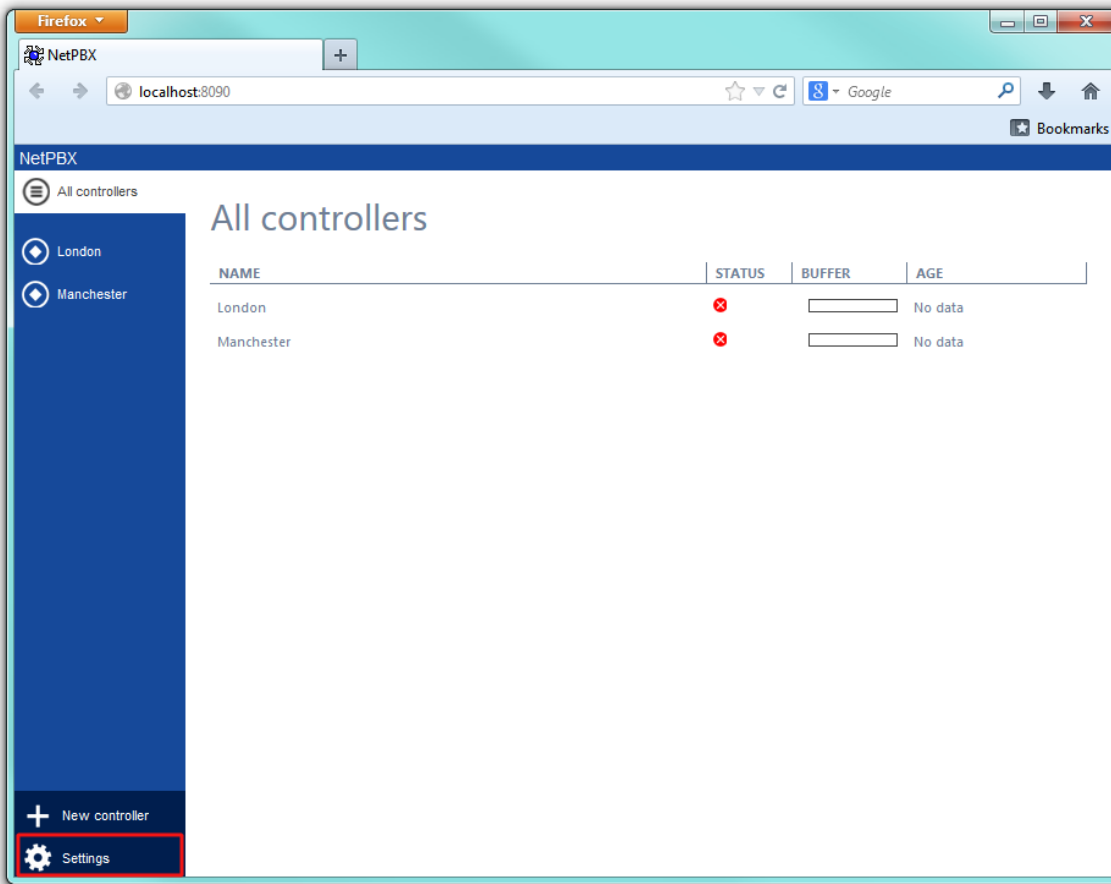 Firefox
NetPBX
localhost:8090
Google
Bookmarks
NetPBX
All controllers
London
Manchester
All controllers
NAME STATUS BUFFER AGE
London No data
Manchester No data
New controller
Settings